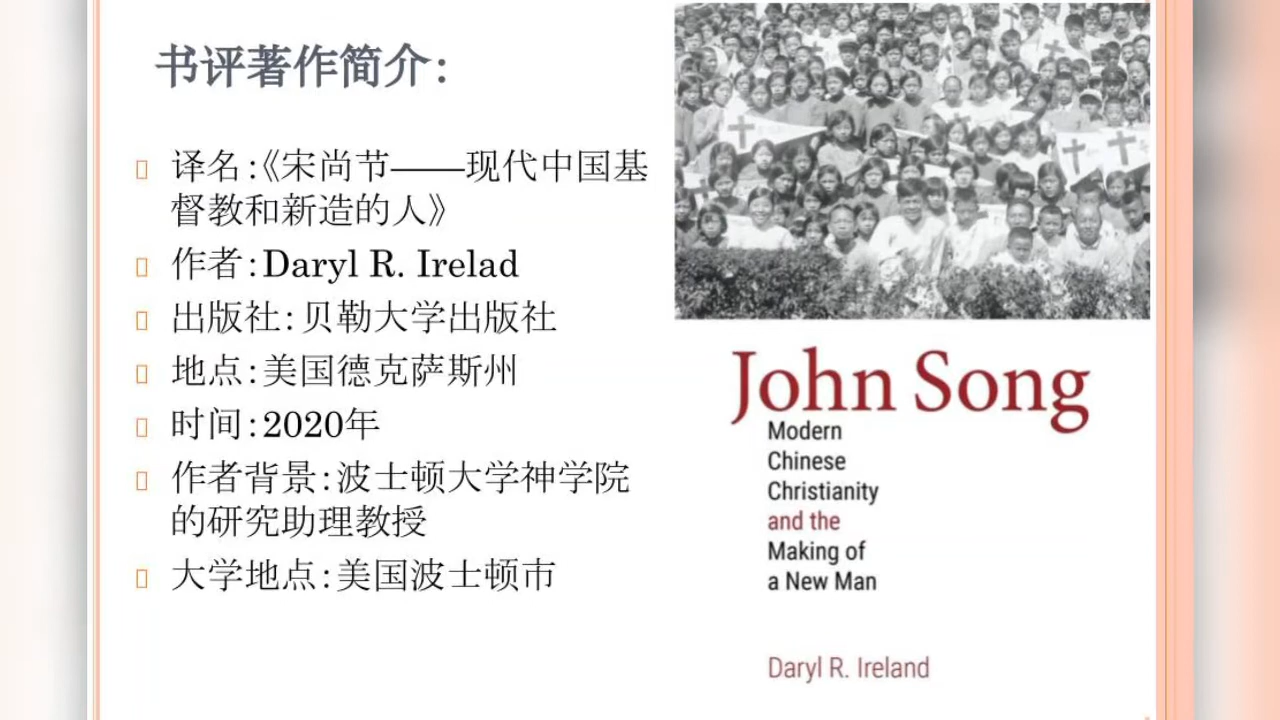 书评著作简介:
译名:《宋尚节——现代中国基
督教和新造的人》
作者:Daryl R. Irelad
出版社:贝勒大学出版社
地点:美国德克萨斯州
时间:2020年
作者背景:波士顿大学神学院
的研究助理教授
大学地点:美国波士顿市
John Song
Modern
Chinese
Christianity
and the
Making of
a New Man
Daryl R. Ireland